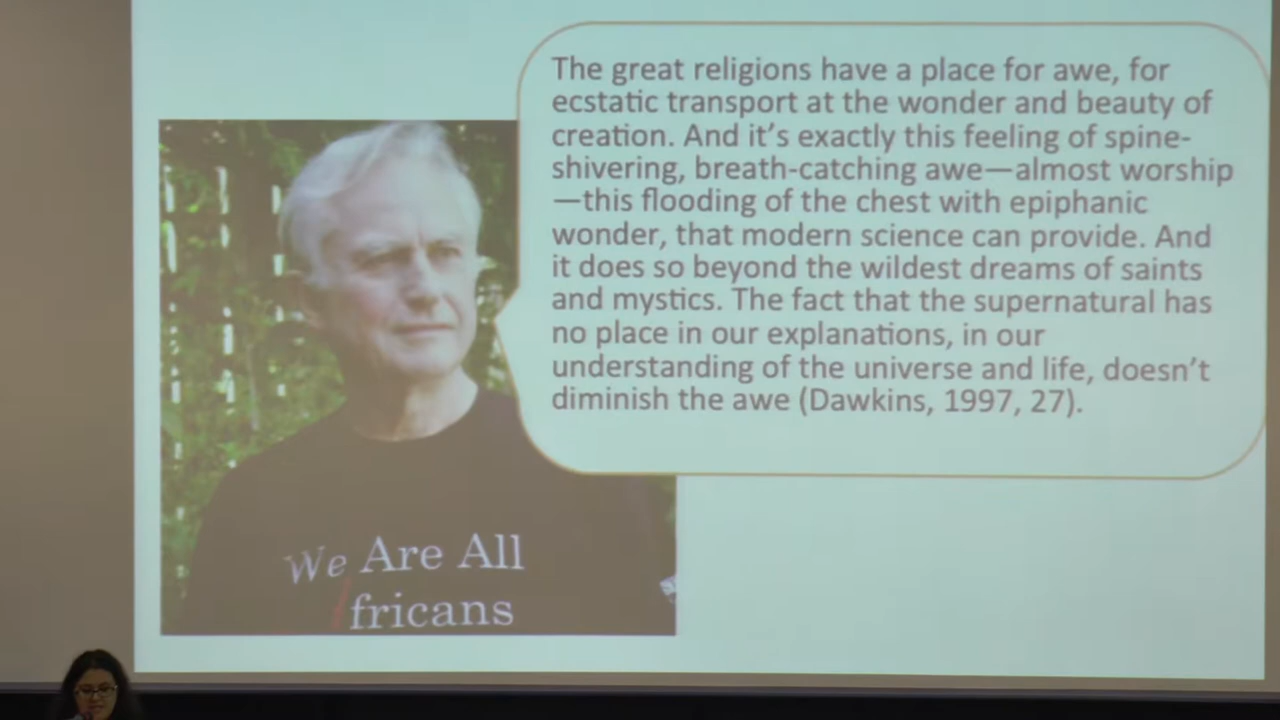 The great religions have a place for awe, for
ecstatic transport at the wonder and beauty of
creation. And it's exactly this feeling of spine-
shivering, breath-catching awe—almost worship
—this flooding of the chest with epiphanic
wonder, that modern science can provide. And
it does so beyond the wildest dreams of saints
and mystics. The fact that the supernatural has
no place in our explanations, in our
understanding of the universe and life, doesn't
diminish the awe (Dawkins, 1997, 27).
We Are All
fricans